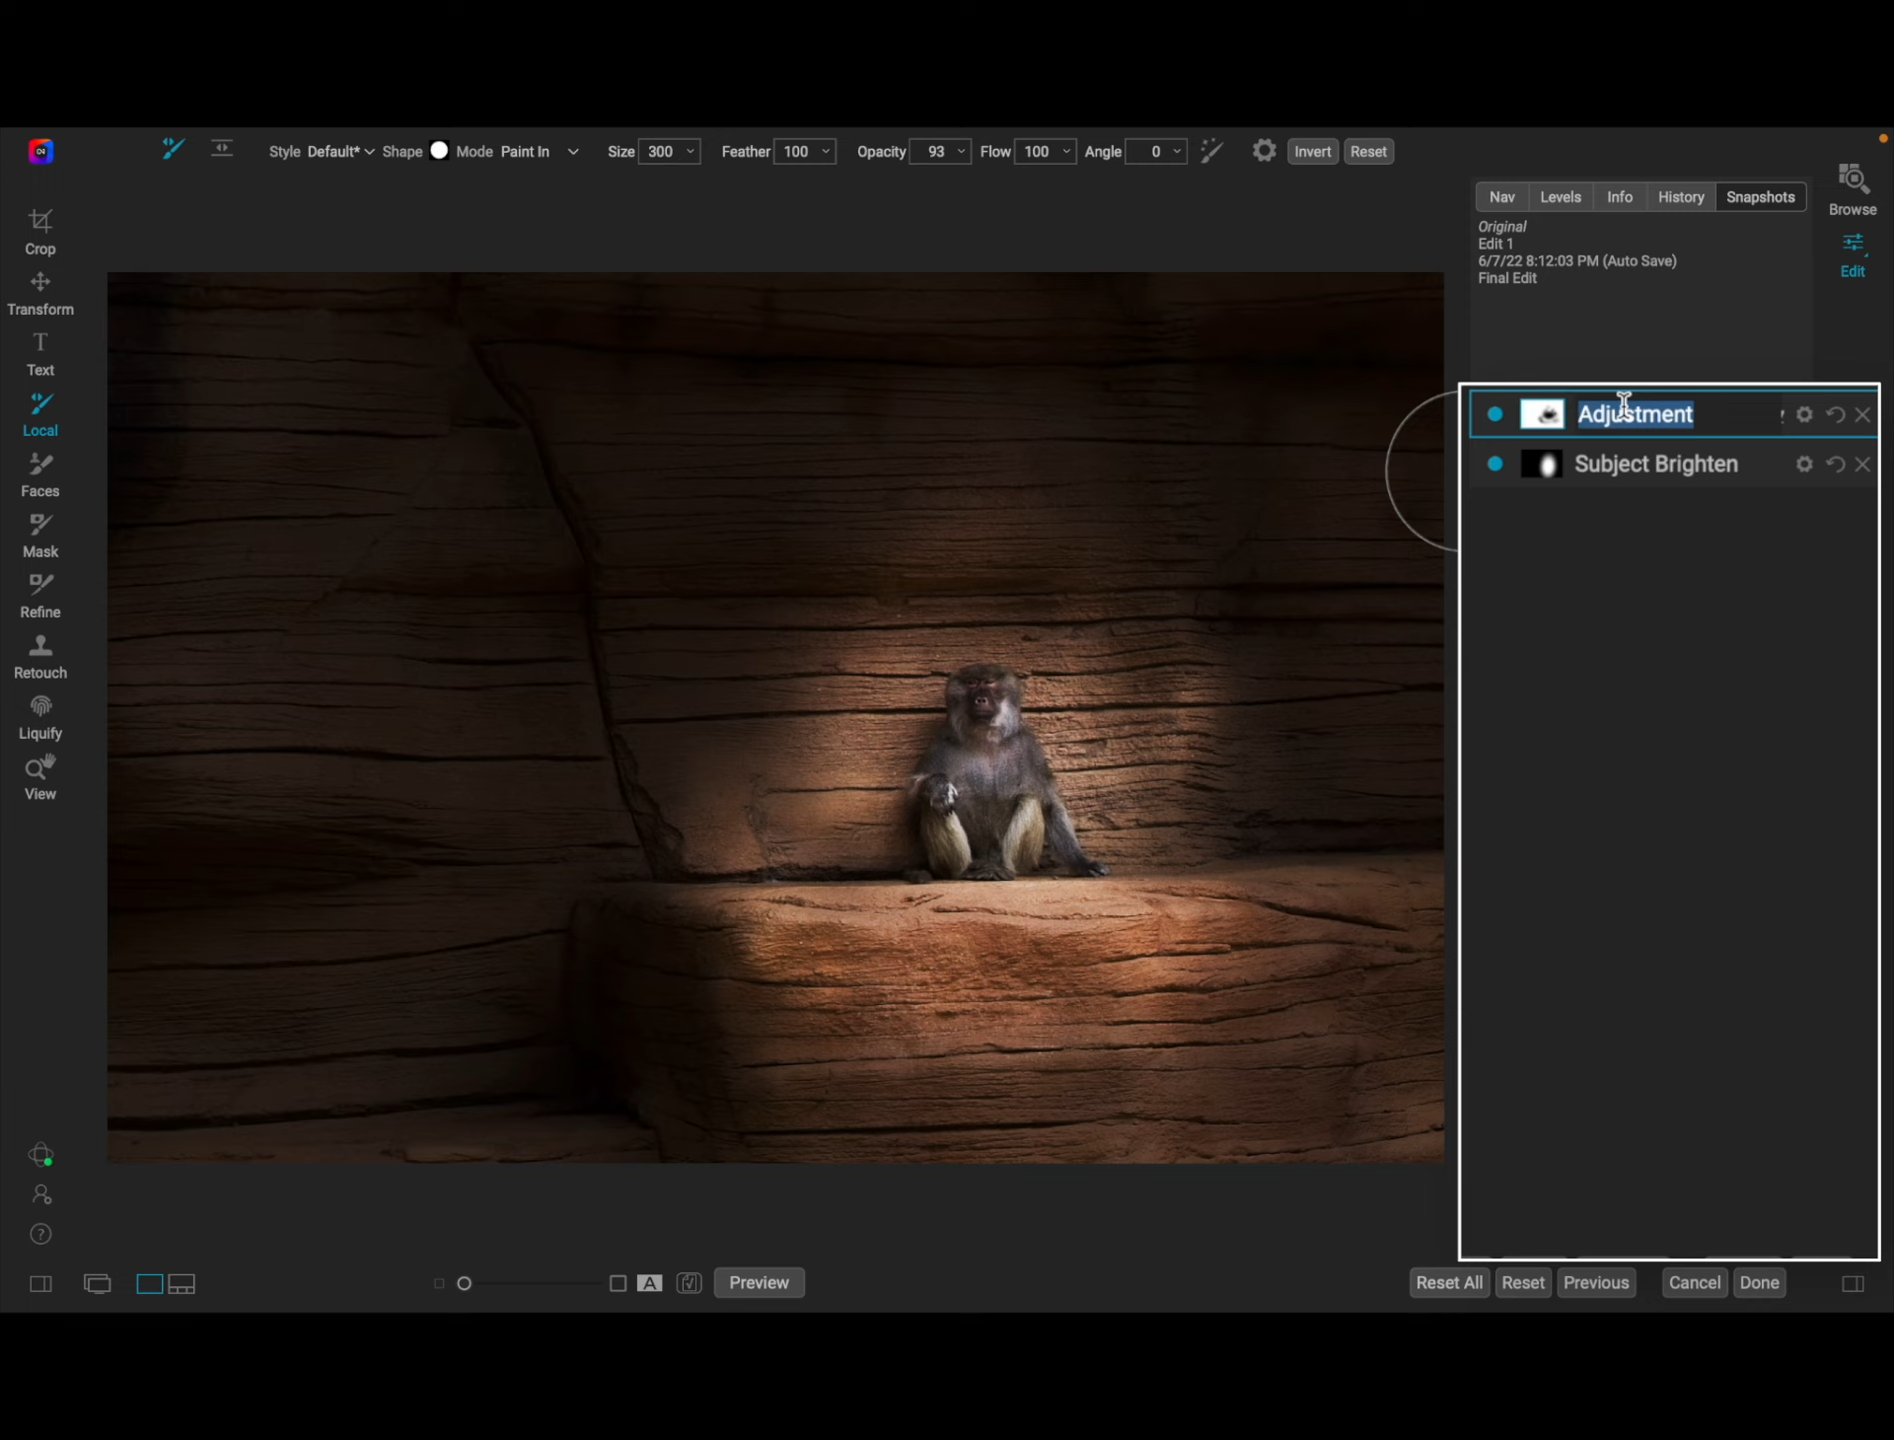 Style Default* Shape Mode Paint In Size 300 Feather 100 Opacity 93 Flow 100 Angle 0 Invert Reset
Nav Levels Info History Snapshots
Original
Edit 1
6/7/22 8:12:03 PM (Auto Save)
Final Edit
Browse
Edit
Crop
Transform
Text
Local
Faces
Mask
Refine
Retouch
Liquify
View
Adjustment
Subject Brighten
A Preview
Reset All Reset Previous Cancel Done